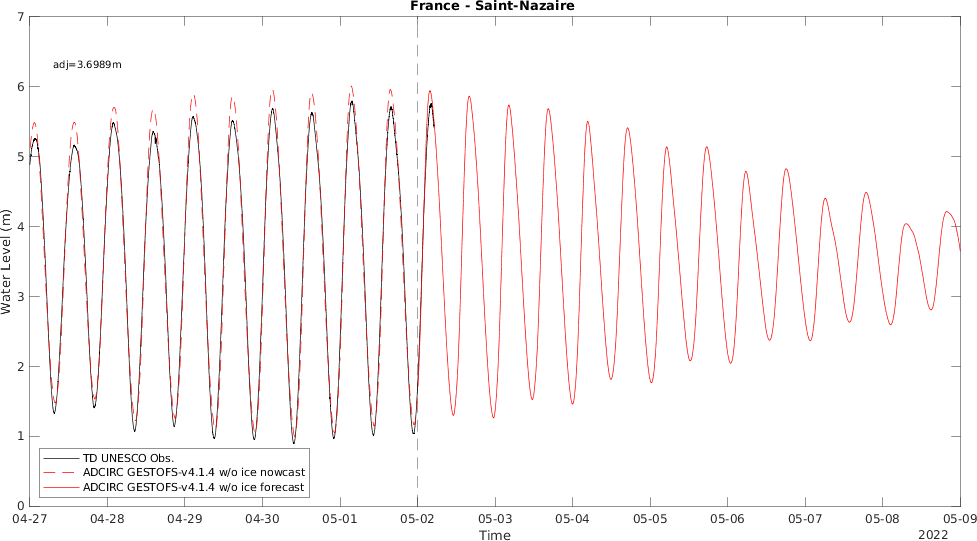 France - Saint-Nazaire
adj=3.6989m
Water Level (m)
7
6
5
4
3
2
1
0
TD UNESCO Obs.
ADCIRC GESTOFS-v4.1.4 w/o ice nowcast
ADCIRC GESTOFS-v4.1.4 w/o ice forecast
04-27 04-28 04-29 04-30 05-01 05-02 05-03 05-04 05-05 05-06 05-07 05-08 05-09
Time
2022